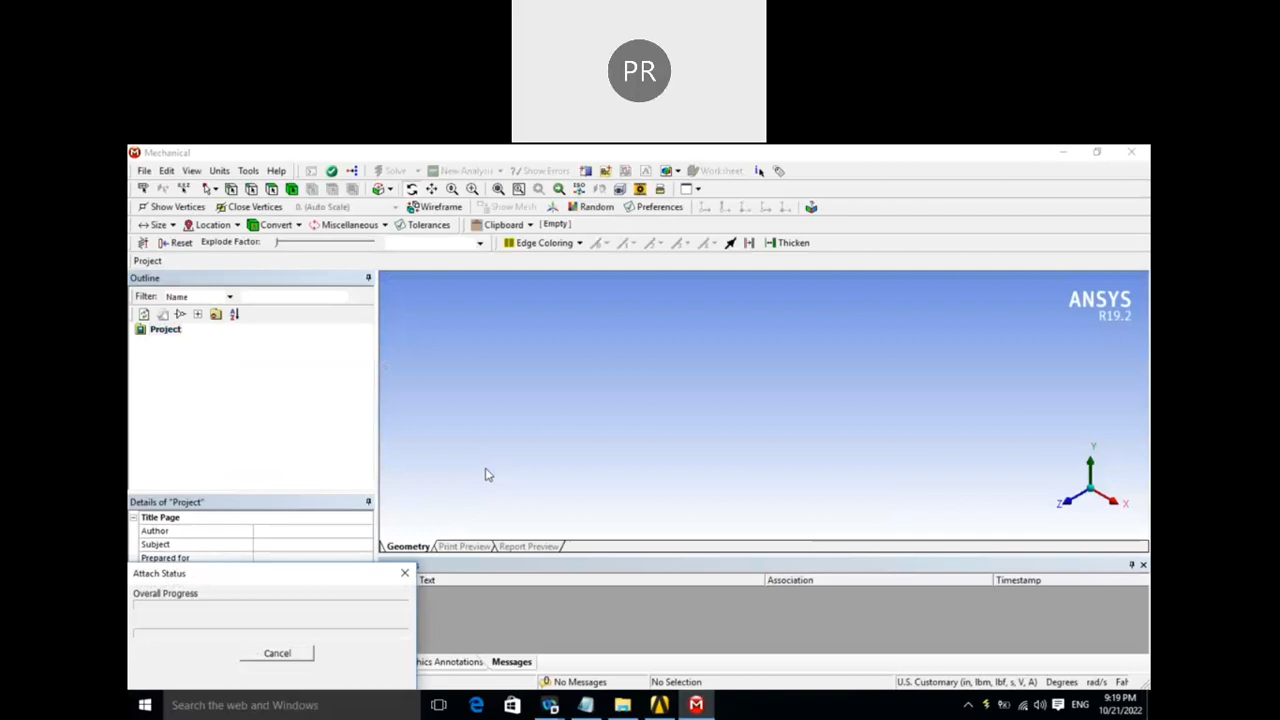 PR
Mechanical
File Edit View Units Tools Help Solve New Analysis ?/ Show Errors Worksheet
Show Vertices Close Vertices 0. (Auto Scale) Wireframe Show Mesh Random Preferences
Size Location Convert Miscellaneous Tolerances Clipboard [Empty]
Reset Explode Factor: Edge Coloring Thicken
Project
Outline
Filter: Name
Project
ANSYS
R19.2
Y
Z X
Details of "Project"
Title Page
Author
Subject
Prepared for
Geometry Print Preview Report Preview
Attach Status
Overall Progress
Cancel
Text Association Timestamp
hics Annotations Messages
No Messages No Selection U.S. Customary (in, lbm, lbf, s, V, A) Degrees rad/s Fah
Search the web and Windows
ENG
9:19 PM
10/21/2022